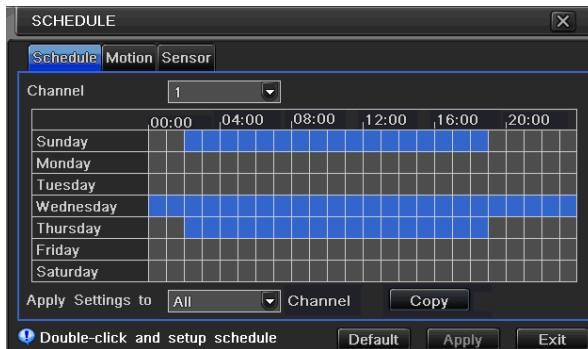 SCHEDULE
Schedule Motion Sensor
Channel 1
00:00 04:00 08:00 12:00 16:00 20:00
Sunday
Monday
Tuesday
Wednesday
Thursday
Friday
Saturday
Apply Settings to All Channel Copy
Double-click and setup schedule Default Apply Exit